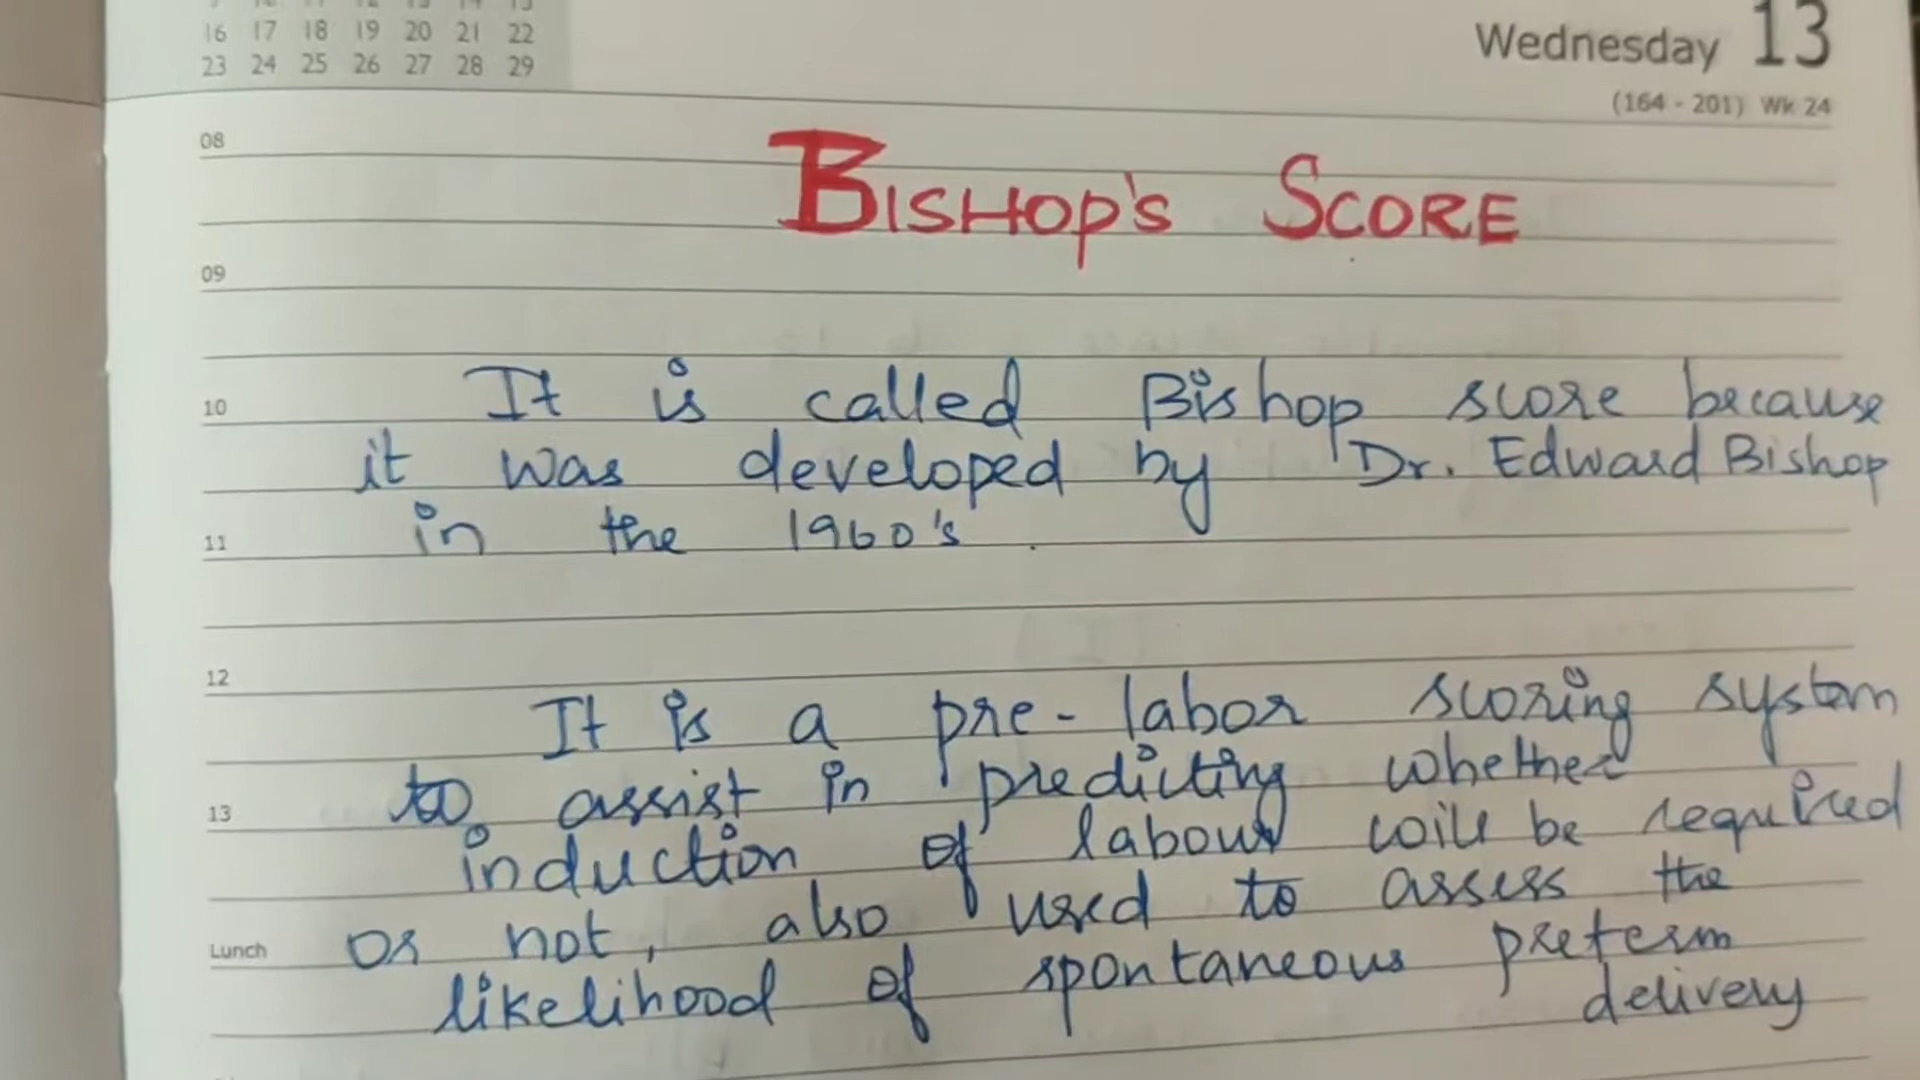 16 17 18 19 20 21 22
23 24 25 26 27 28 29
Wednesday 13
(164 - 201) Wk 24
08
BISHOP'S SCORE
09
10 It is called Bishop score because
it was developed by Dr. Edward Bishop
11 in the 1960's.
12
It is a pre-labor scoring system
13 to assist in predicting whether
induction of labour will be required
or not, also used to assess the
Lunch
likelihood of spontaneous preterm
delivery